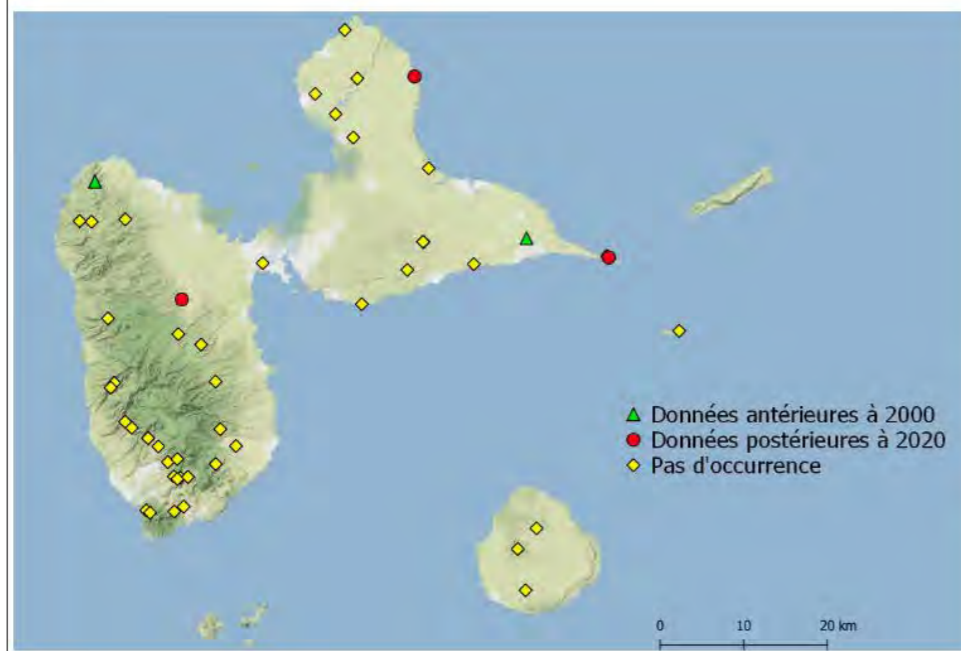 Données antérieures à 2000
Données postérieures à 2020
Pas d'occurrence
0 10 20 km